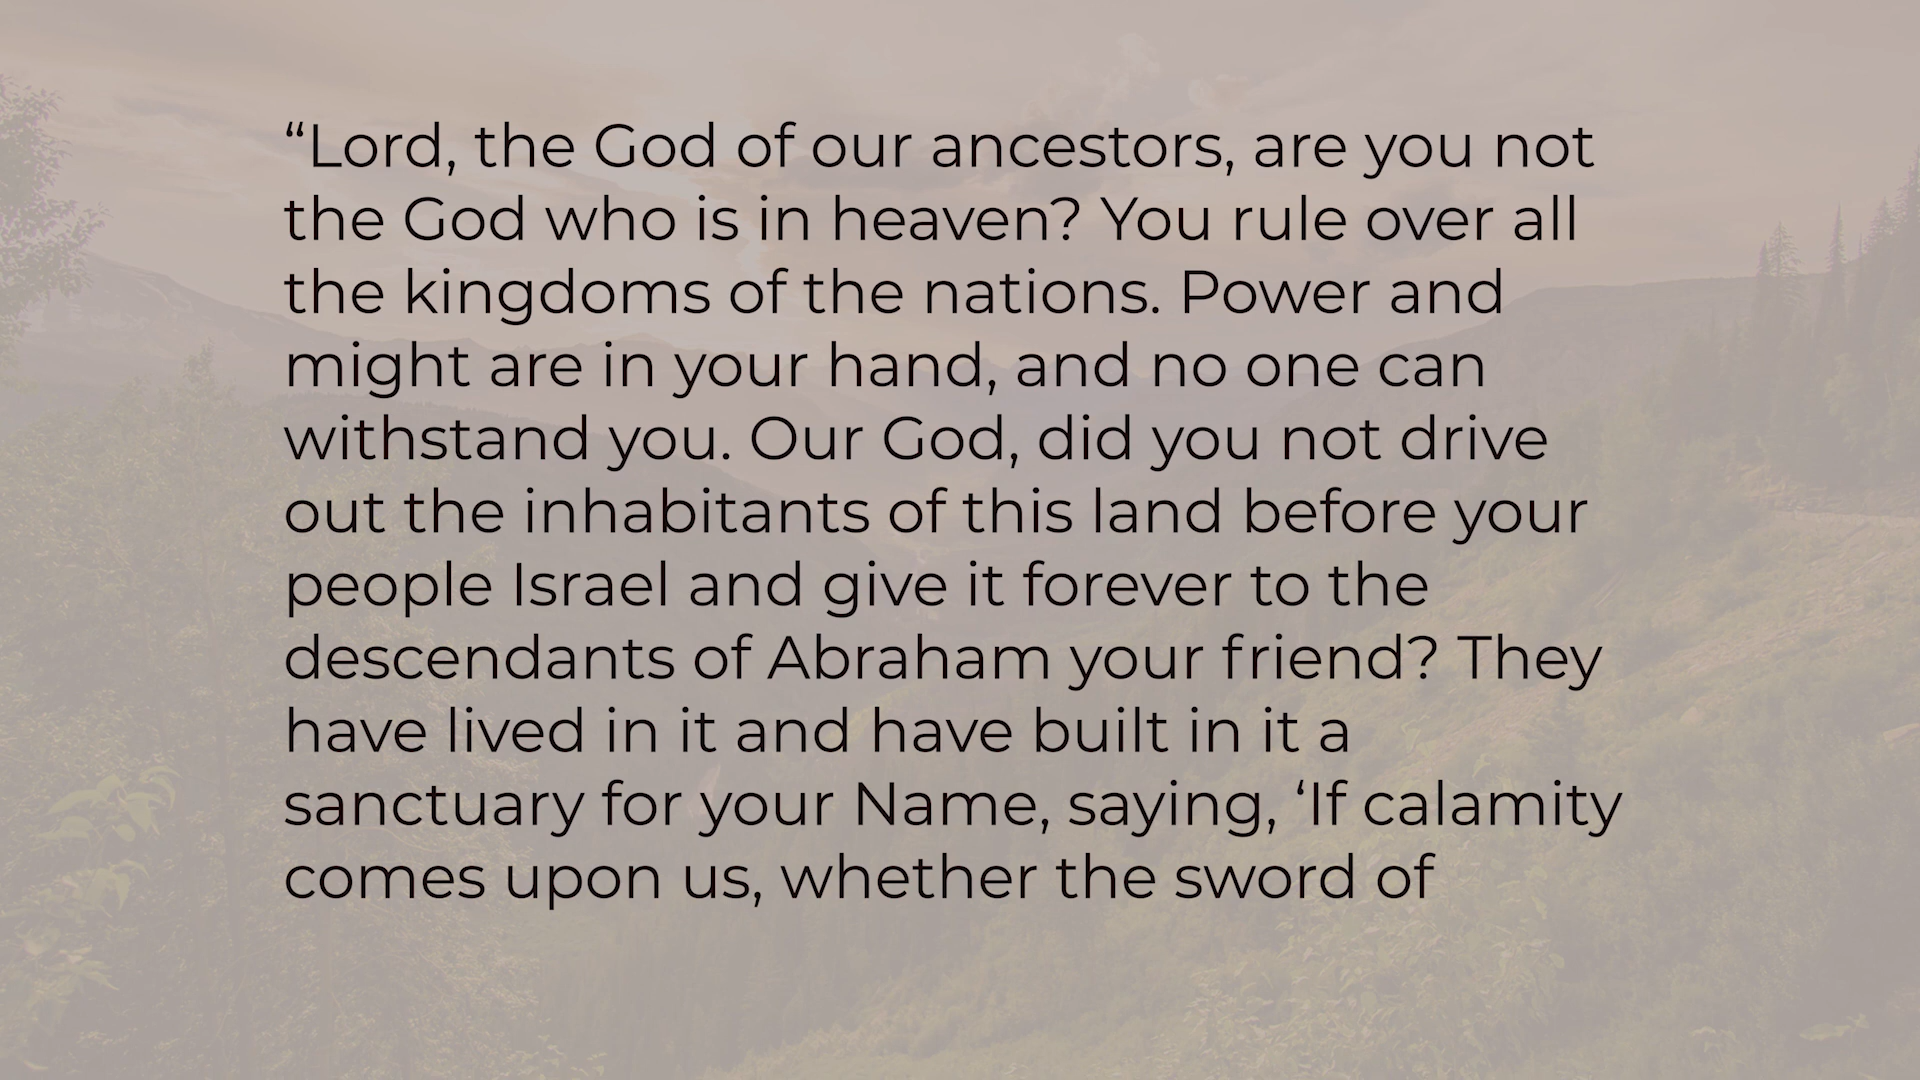 “Lord, the God of our ancestors, are you not
the God who is in heaven? You rule over all
the kingdoms of the nations. Power and
might are in your hand, and no one can
withstand you. Our God, did you not drive
out the inhabitants of this land before your
people Israel and give it forever to the
descendants of Abraham your friend? They
have lived in it and have built in it a
sanctuary for your Name, saying, ‘If calamity
comes upon us, whether the sword of